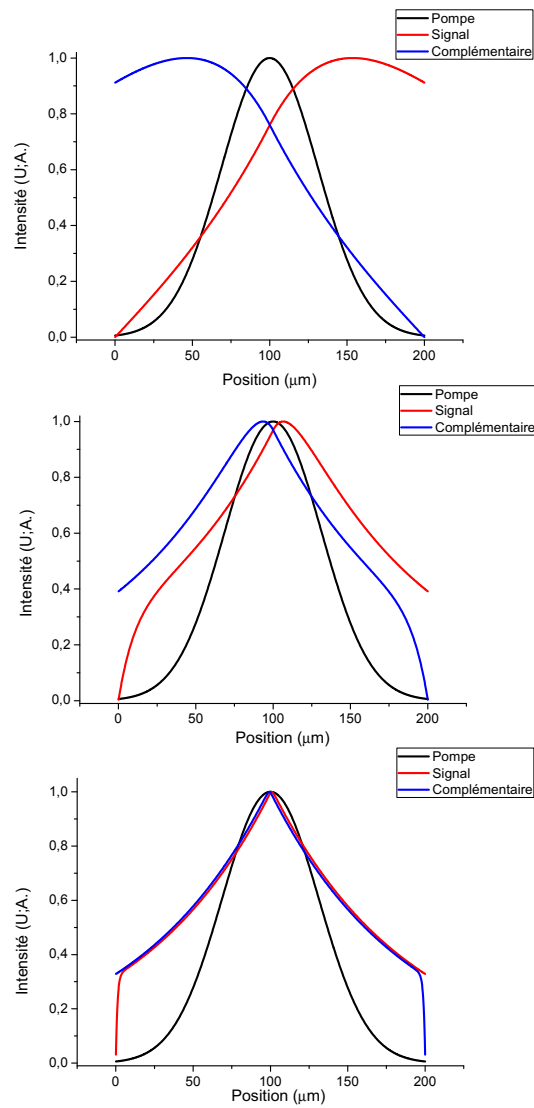 Pompe
Signal
Complémentaire
1,0
0,8
0,6
0,4
0,2
0,0
Intensité (U;A.)
0 50 100 150 200
Position (μm)
Pompe
Signal
Complémentaire
1,0
0,8
0,6
0,4
0,2
0,0
Intensité (U;A.)
0 50 100 150 200
Position (μm)
Pompe
Signal
Complémentaire
1,0
0,8
0,6
0,4
0,2
0,0
Intensité (U;A.)
0 50 100 150 200
Position (μm)